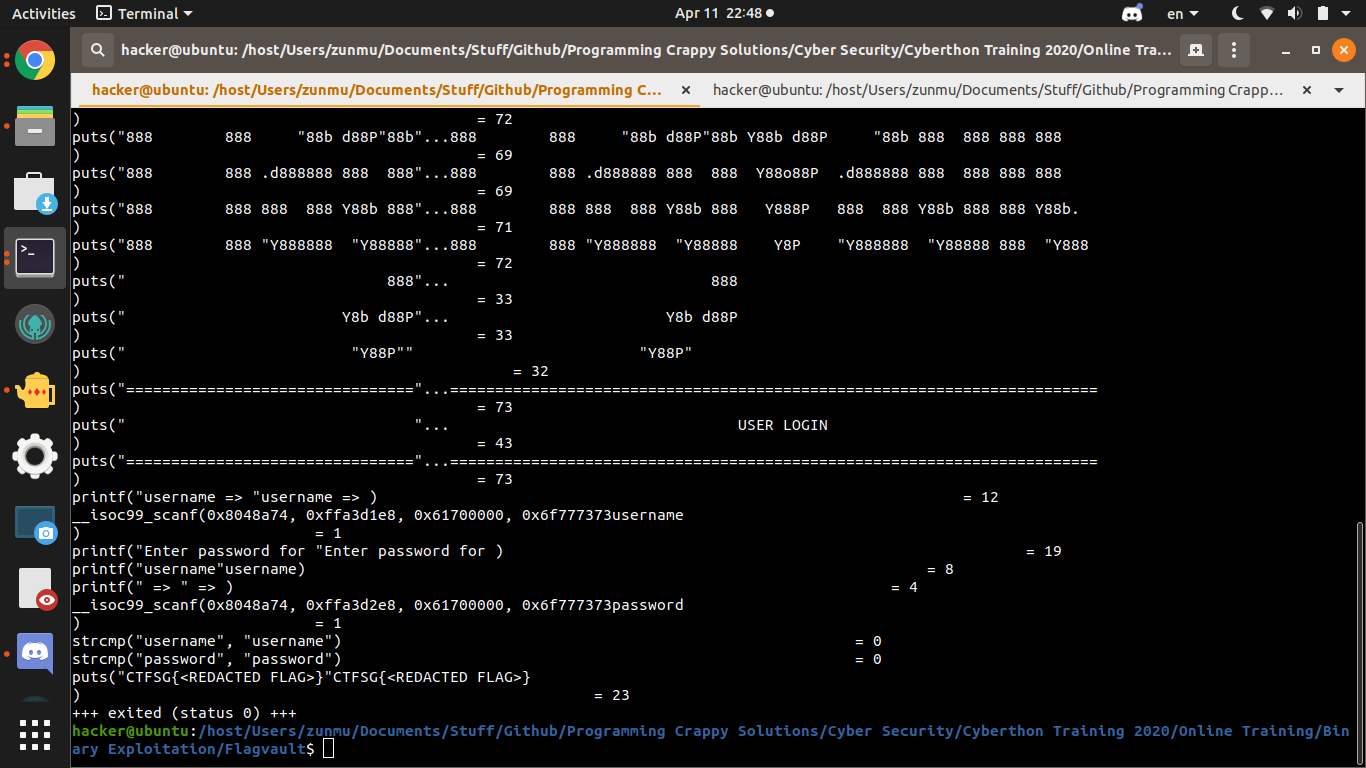 Activities Terminal Apr 11 22:48 en
hacker@ubuntu: /host/Users/zunmu/Documents/Stuff/Github/Programming Crappy Solutions/Cyber Security/Cyberthon Training 2020/Online Tra…
hacker@ubuntu: /host/Users/zunmu/Documents/Stuff/Github/Programming C… hacker@ubuntu: /host/Users/zunmu/Documents/Stuff/Github/Programming Crapp…
)                                            = 72
puts("888        888     "88b d88P"88b"...888        888     "88b d88P"88b Y88b d88P     "88b 888  888 888 888
)                                            = 69
puts("888        888 .d888888 888  888"...888        888 .d888888 888  888  Y88o88P  .d888888 888  888 888 888
)                                            = 69
puts("888        888 888  888 Y88b 888"...888        888 888  888 Y88b 888   Y888P   888  888 Y88b 888 888 Y88b.
)                                            = 71
puts("888        888 "Y888888  "Y88888"...888        888 "Y888888  "Y88888    Y8P    "Y888888  "Y88888 888  "Y888
)                                            = 72
puts("                             888"...                             888
)                                            = 33
puts("                        Y8b d88P"...                        Y8b d88P
)                                            = 33
puts("                         "Y88P""                         "Y88P"
)                                                = 32
puts("================================"...========================================================================
)                                            = 73
puts("                                "...                                USER LOGIN
)                                            = 43
puts("================================"...========================================================================
)                                            = 73
printf("username => "username => )                                                                 = 12
__isoc99_scanf(0x8048a74, 0xffa3d1e8, 0x61700000, 0x6f777373username
)                          = 1
printf("Enter password for "Enter password for )                                                          = 19
printf("username"username)                                                                     = 8
printf(" => " => )                                                                         = 4
__isoc99_scanf(0x8048a74, 0xffa3d2e8, 0x61700000, 0x6f777373password
)                          = 1
strcmp("username", "username")                                                         = 0
strcmp("password", "password")                                                         = 0
puts("CTFSG{<REDACTED FLAG>}"CTFSG{<REDACTED FLAG>}
)                                                         = 23
+++ exited (status 0) +++
hacker@ubuntu:/host/Users/zunmu/Documents/Stuff/Github/Programming Crappy Solutions/Cyber Security/Cyberthon Training 2020/Online Training/Bin
ary Exploitation/Flagvault$